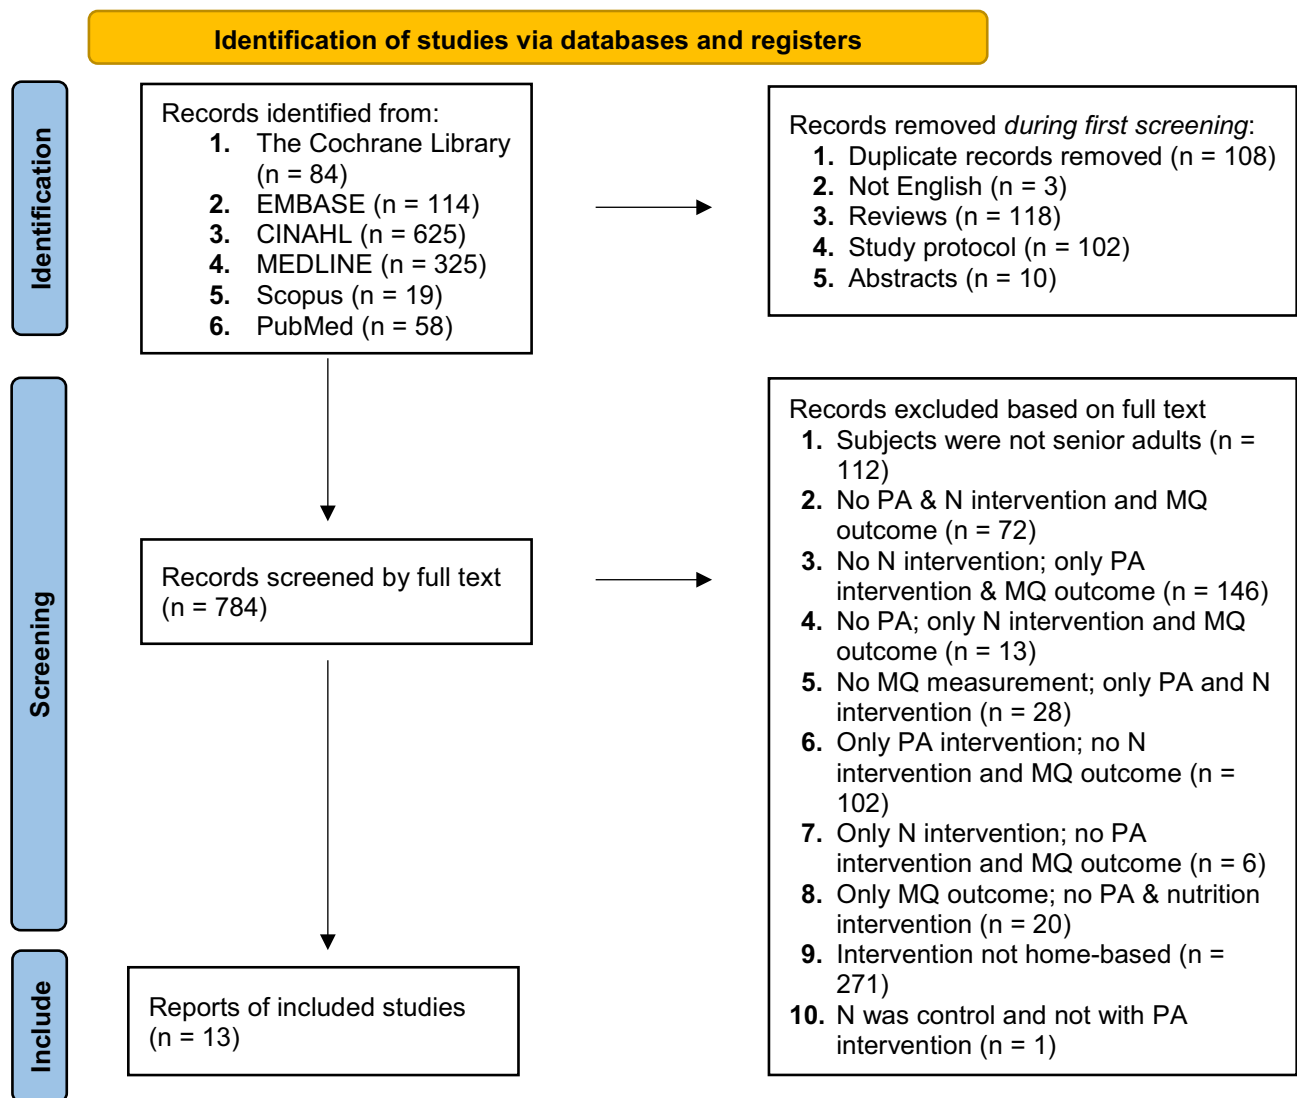 Identification of studies via databases and registers
Identification
Records identified from:
1. The Cochrane Library
(n = 84)
2. EMBASE (n = 114)
3. CINAHL (n = 625)
4. MEDLINE (n = 325)
5. Scopus (n = 19)
6. PubMed (n = 58)
Records removed during first screening:
1. Duplicate records removed (n = 108)
2. Not English (n = 3)
3. Reviews (n = 118)
4. Study protocol (n = 102)
5. Abstracts (n = 10)
Screening
Records screened by full text
(n = 784)
Records excluded based on full text
1. Subjects were not senior adults (n =
112)
2. No PA & N intervention and MQ
outcome (n = 72)
3. No N intervention; only PA
intervention & MQ outcome (n = 146)
4. No PA; only N intervention and MQ
outcome (n = 13)
5. No MQ measurement; only PA and N
intervention (n = 28)
6. Only PA intervention; no N
intervention and MQ outcome (n =
102)
7. Only N intervention; no PA
intervention and MQ outcome (n = 6)
8. Only MQ outcome; no PA & nutrition
intervention (n = 20)
9. Intervention not home-based (n =
271)
10. N was control and not with PA
intervention (n = 1)
Include
Reports of included studies
(n = 13)